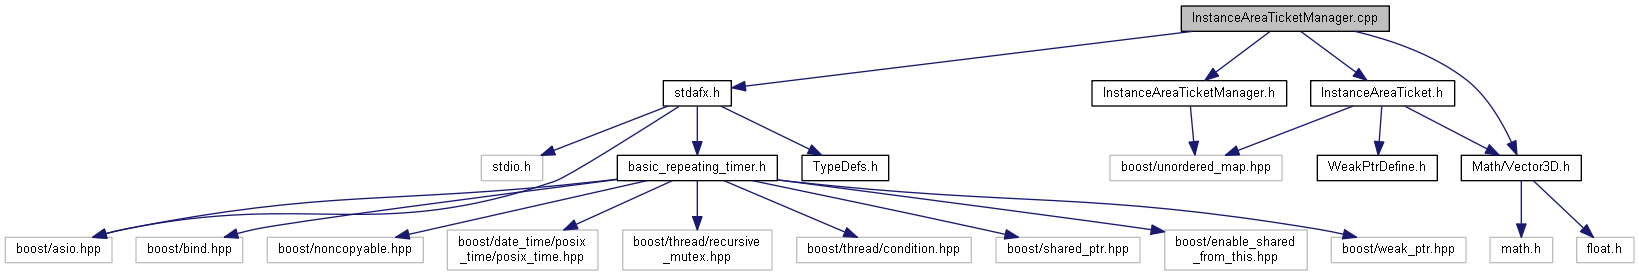 InstanceAreaTicketManager.cpp
stdafx.h
InstanceAreaTicketManager.h
InstanceAreaTicket.h
stdio.h
basic_repeating_timer.h
TypeDefs.h
boost/unordered_map.hpp
WeakPtrDefine.h
Math/Vector3D.h
boost/asio.hpp
boost/bind.hpp
boost/noncopyable.hpp
boost/date_time/posix
_time/posix_time.hpp
boost/thread/recursive
_mutex.hpp
boost/thread/condition.hpp
boost/shared_ptr.hpp
boost/enable_shared
_from_this.hpp
boost/weak_ptr.hpp
math.h
float.h